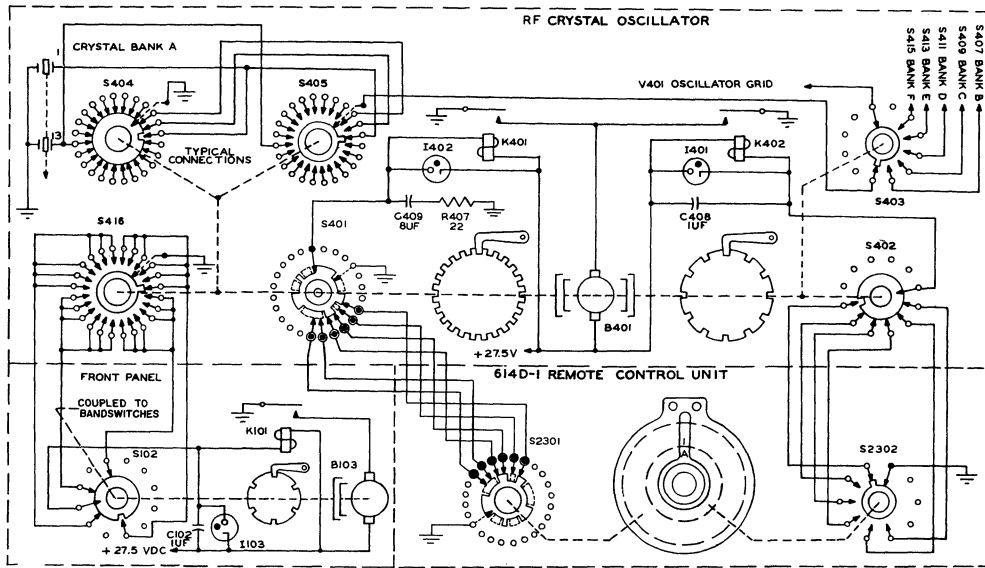 RF CRYSTAL OSCILLATOR
CRYSTAL BANK A
1
13
S404
S405
TYPICAL
CONNECTIONS
V401 OSCILLATOR GRID
S415 BANK F
S413 BANK E
S411 BANK D
S409 BANK C
S407 BANK B
K401
I402
I401
K402
S403
C409
8UF
R407
22
C408
1UF
S416
S401
S402
B401
+27.5V
FRONT PANEL
614D-1 REMOTE CONTROL UNIT
COUPLED TO
BANDSWITCHES
S102
K101
B103
S2301
A
S2302
C102
1UF
I103
+27.5 VDC